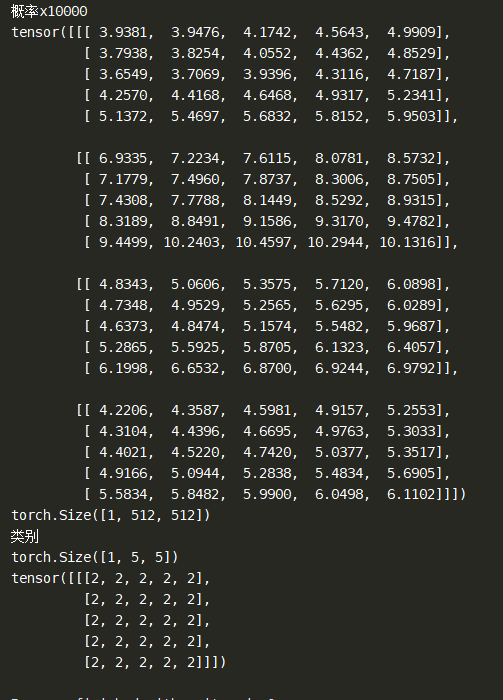 概率x10000
tensor([[[ 3.9381,  3.9476,  4.1742,  4.5643,  4.9909],
         [ 3.7938,  3.8254,  4.0552,  4.4362,  4.8529],
         [ 3.6549,  3.7069,  3.9396,  4.3116,  4.7187],
         [ 4.2570,  4.4168,  4.6468,  4.9317,  5.2341],
         [ 5.1372,  5.4697,  5.6832,  5.8152,  5.9503]],
        [[ 6.9335,  7.2234,  7.6115,  8.0781,  8.5732],
         [ 7.1779,  7.4960,  7.8737,  8.3006,  8.7505],
         [ 7.4308,  7.7788,  8.1449,  8.5292,  8.9315],
         [ 8.3189,  8.8491,  9.1586,  9.3170,  9.4782],
         [ 9.4499, 10.2403, 10.4597, 10.2944, 10.1316]],
        [[ 4.8343,  5.0606,  5.3575,  5.7120,  6.0898],
         [ 4.7348,  4.9529,  5.2565,  5.6295,  6.0289],
         [ 4.6373,  4.8474,  5.1574,  5.5482,  5.9687],
         [ 5.2865,  5.5925,  5.8705,  6.1323,  6.4057],
         [ 6.1998,  6.6532,  6.8700,  6.9244,  6.9792]],
        [[ 4.2206,  4.3587,  4.5981,  4.9157,  5.2553],
         [ 4.3104,  4.4396,  4.6695,  4.9763,  5.3033],
         [ 4.4021,  4.5220,  4.7420,  5.0377,  5.3517],
         [ 4.9166,  5.0944,  5.2838,  5.4834,  5.6905],
         [ 5.5834,  5.8482,  5.9900,  6.0498,  6.1102]]])
torch.Size([1, 512, 512])
类别
torch.Size([1, 5, 5])
tensor([[[2, 2, 2, 2, 2],
         [2, 2, 2, 2, 2],
         [2, 2, 2, 2, 2],
         [2, 2, 2, 2, 2],
         [2, 2, 2, 2, 2]]])